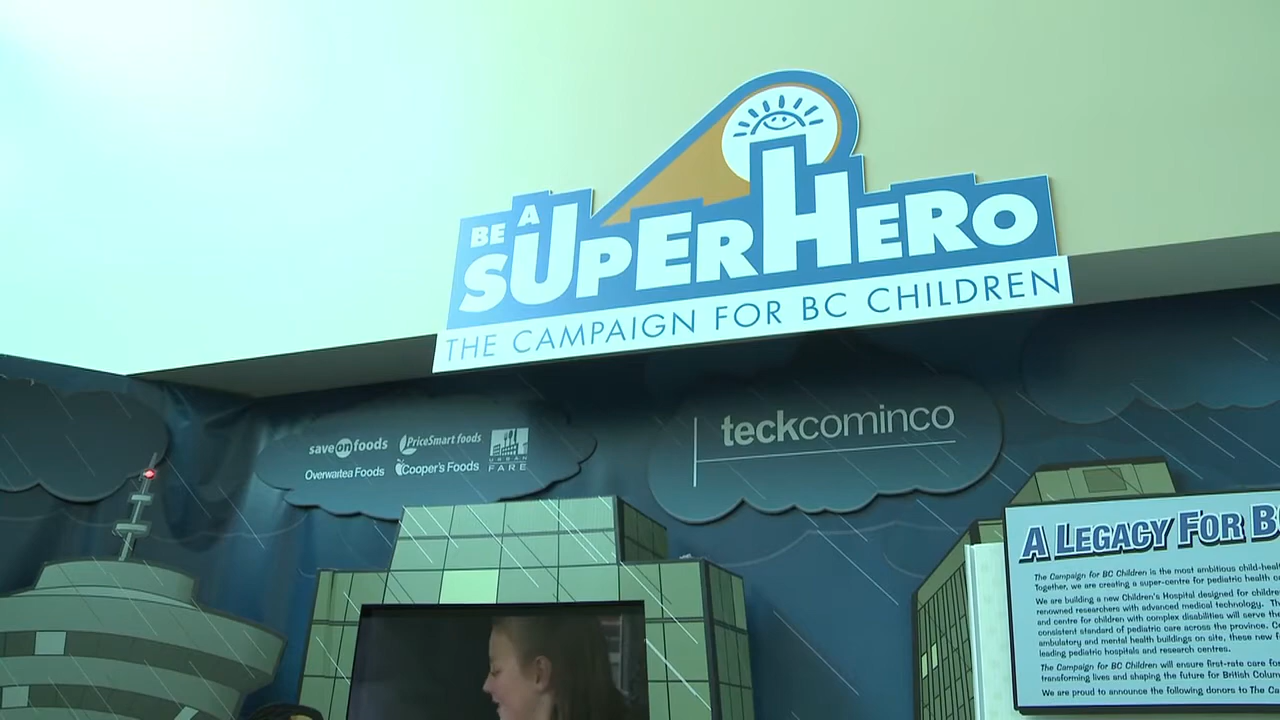 BE A
SUPERHERO
THE CAMPAIGN FOR BC CHILDREN
save on foods
PriceSmart foods
URBAN
FARE
Overwaitea Foods
Cooper's Foods
teckcominco
A LEGACY FOR
The Campaign for BC Children is the most ambitious
Together, we are creating a super-centre for pediatric health
We are building a new Children's Hospital designed for
renowned researchers with advanced medical technology.
and centre for children with complex disabilities will serve the
consistent standard of pediatric care across the province.
ambulatory and mental health buildings on site, these new
leading pediatric hospitals and research centres.
The Campaign for BC Children will ensure first-rate care for
transforming lives and shaping the future for British
We are proud to announce the following donors to The